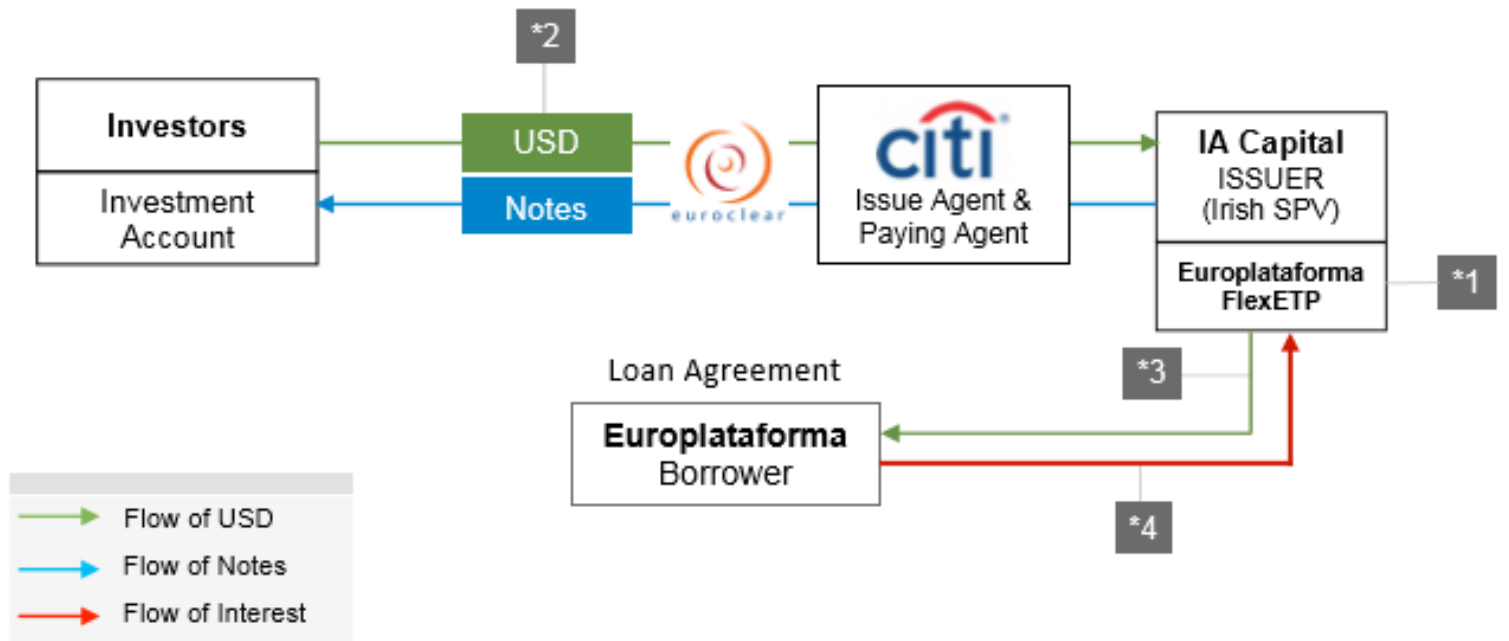 *2
Investors
Investment
Account
USD
Notes
euroclear
citi
Issue Agent &
Paying Agent
IA Capital
ISSUER
(Irish SPV)
Europlataforma
FlexETP
*1
*3
Loan Agreement
Europlataforma
Borrower
*4
Flow of USD
Flow of Notes
Flow of Interest